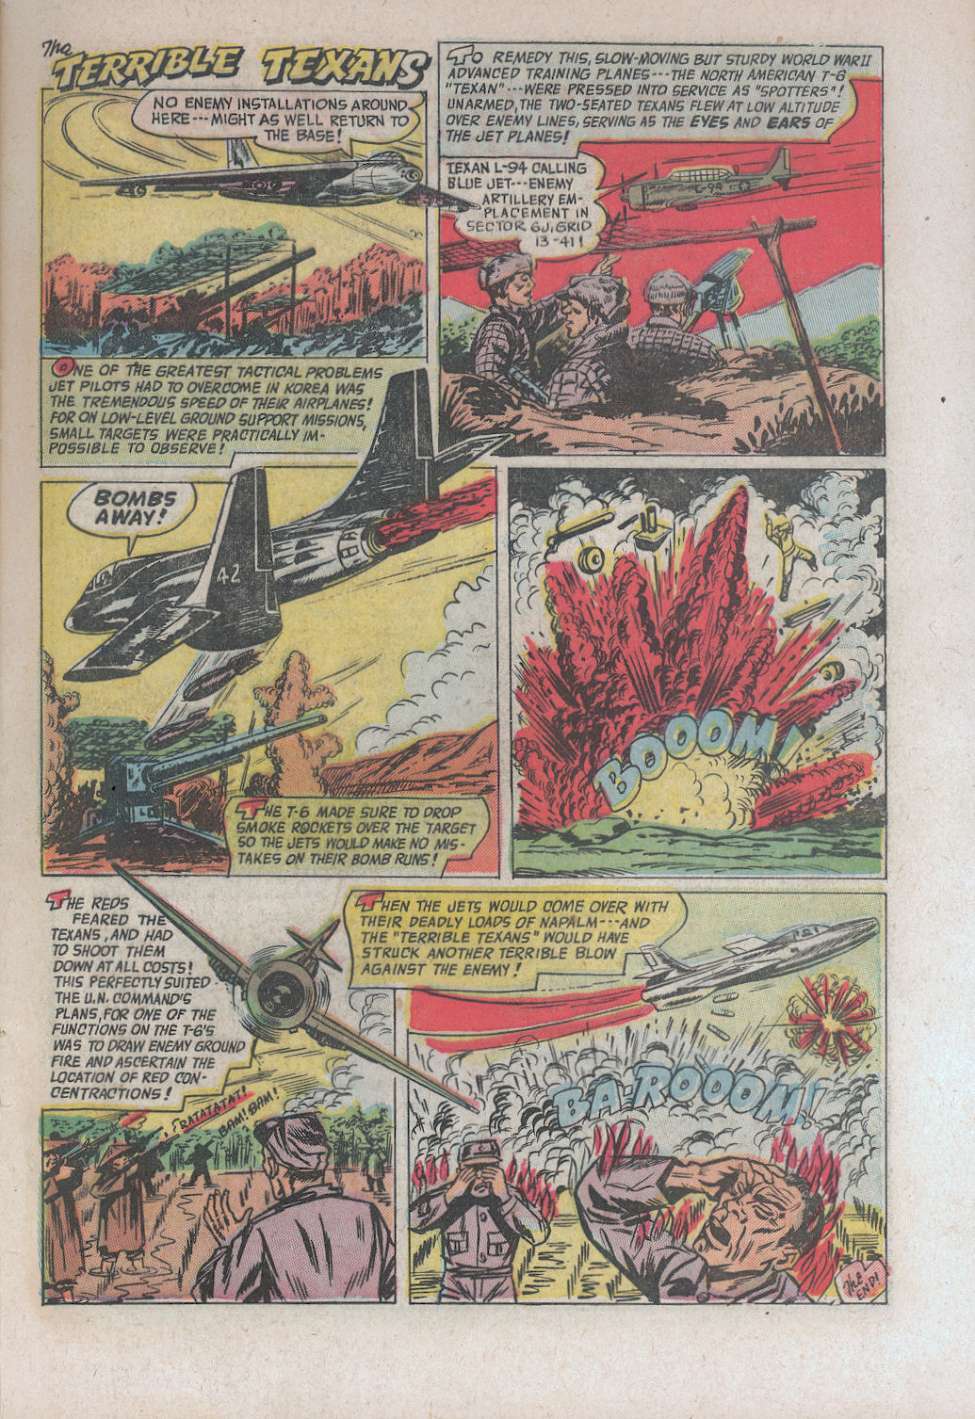 The
TERRIBLE TEXANS
NO ENEMY INSTALLATIONS AROUND
HERE---MIGHT AS WELL RETURN TO
THE BASE!
ONE OF THE GREATEST TACTICAL PROBLEMS
JET PILOTS HAD TO OVERCOME IN KOREA WAS
THE TREMENDOUS SPEED OF THEIR AIRPLANES!
FOR ON LOW-LEVEL GROUND SUPPORT MISSIONS,
SMALL TARGETS WERE PRACTICALLY IM-
POSSIBLE TO OBSERVE!
TO REMEDY THIS, SLOW-MOVING BUT STURDY WORLD WAR II
ADVANCED TRAINING PLANES---THE NORTH AMERICAN T-6
"TEXAN"---WERE PRESSED INTO SERVICE AS "SPOTTERS"!
UNARMED, THE TWO-SEATED TEXANS FLEW AT LOW ALTITUDE
OVER ENEMY LINES, SERVING AS THE EYES AND EARS OF
THE JET PLANES!
TEXAN L-94 CALLING
BLUE JET---ENEMY
ARTILLERY EM-
PLACEMENT IN
SECTOR 6J, GRID
13-41!
L-94
BOMBS
AWAY!
42
THE T-6 MADE SURE TO DROP
SMOKE ROCKETS OVER THE TARGET
SO THE JETS WOULD MAKE NO MIS-
TAKES ON THEIR BOMB RUNS!
BOOOM!
THE REDS
FEARED THE
TEXANS, AND HAD
TO SHOOT THEM
DOWN AT ALL COSTS!
THIS PERFECTLY SUITED
THE U.N. COMMAND'S
PLANS, FOR ONE OF THE
FUNCTIONS ON THE T-6'S
WAS TO DRAW ENEMY GROUND
FIRE AND ASCERTAIN THE
LOCATION OF RED CON-
CENTRACTIONS!
RATATATAT!
BAM! BAM!
THEN THE JETS WOULD COME OVER WITH
THEIR DEADLY LOADS OF NAPALM---AND
THE "TERRIBLE TEXANS" WOULD HAVE
STRUCK ANOTHER TERRIBLE BLOW
AGAINST THE ENEMY!
BA-ROOOM!
The
END!